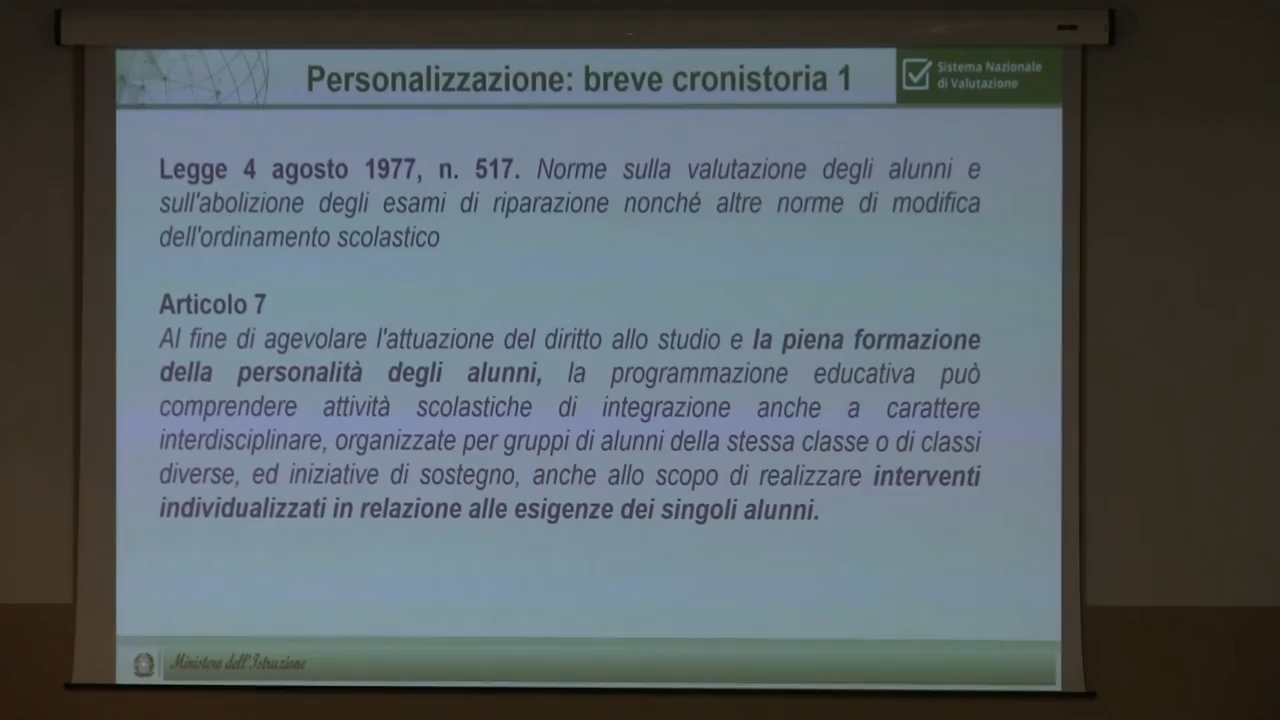 Personalizzazione: breve cronistoria 1
Sistema Nazionale
di Valutazione
Legge 4 agosto 1977, n. 517. Norme sulla valutazione degli alunni e
sull'abolizione degli esami di riparazione nonché altre norme di modifica
dell'ordinamento scolastico
Articolo 7
Al fine di agevolare l'attuazione del diritto allo studio e la piena formazione
della personalità degli alunni, la programmazione educativa può
comprendere attività scolastiche di integrazione anche a carattere
interdisciplinare, organizzate per gruppi di alunni della stessa classe o di classi
diverse, ed iniziative di sostegno, anche allo scopo di realizzare interventi
individualizzati in relazione alle esigenze dei singoli alunni.
Ministero dell'Istruzione